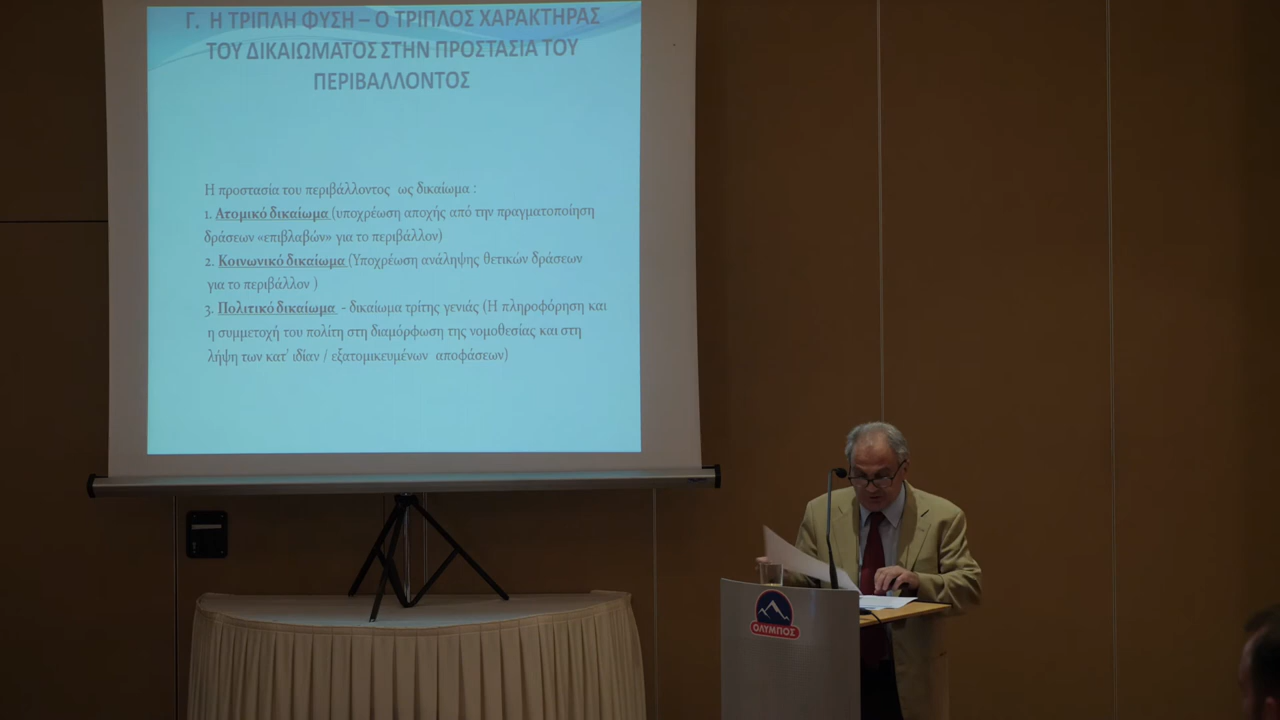 Γ. Η ΤΡΙΠΛΗ ΦΥΣΗ – Ο ΤΡΙΠΛΟΣ ΧΑΡΑΚΤΗΡΑΣ
ΤΟΥ ΔΙΚΑΙΩΜΑΤΟΣ ΣΤΗΝ ΠΡΟΣΤΑΣΙΑ ΤΟΥ
ΠΕΡΙΒΑΛΛΟΝΤΟΣ
Η προστασία του περιβάλλοντος ως δικαίωμα :
1. Ατομικό δικαίωμα (υποχρέωση αποχής από την πραγματοποίηση
δράσεων «επιβλαβών» για το περιβάλλον)
2. Κοινωνικό δικαίωμα (Υποχρέωση ανάληψης θετικών δράσεων
για το περιβάλλον )
3. Πολιτικό δικαίωμα - δικαίωμα τρίτης γενιάς (Η πληροφόρηση και
η συμμετοχή του πολίτη στη διαμόρφωση της νομοθεσίας και στη
λήψη των κατ' ιδίαν / εξατομικευμένων αποφάσεων)
ΟΛΥΜΠΟΣ